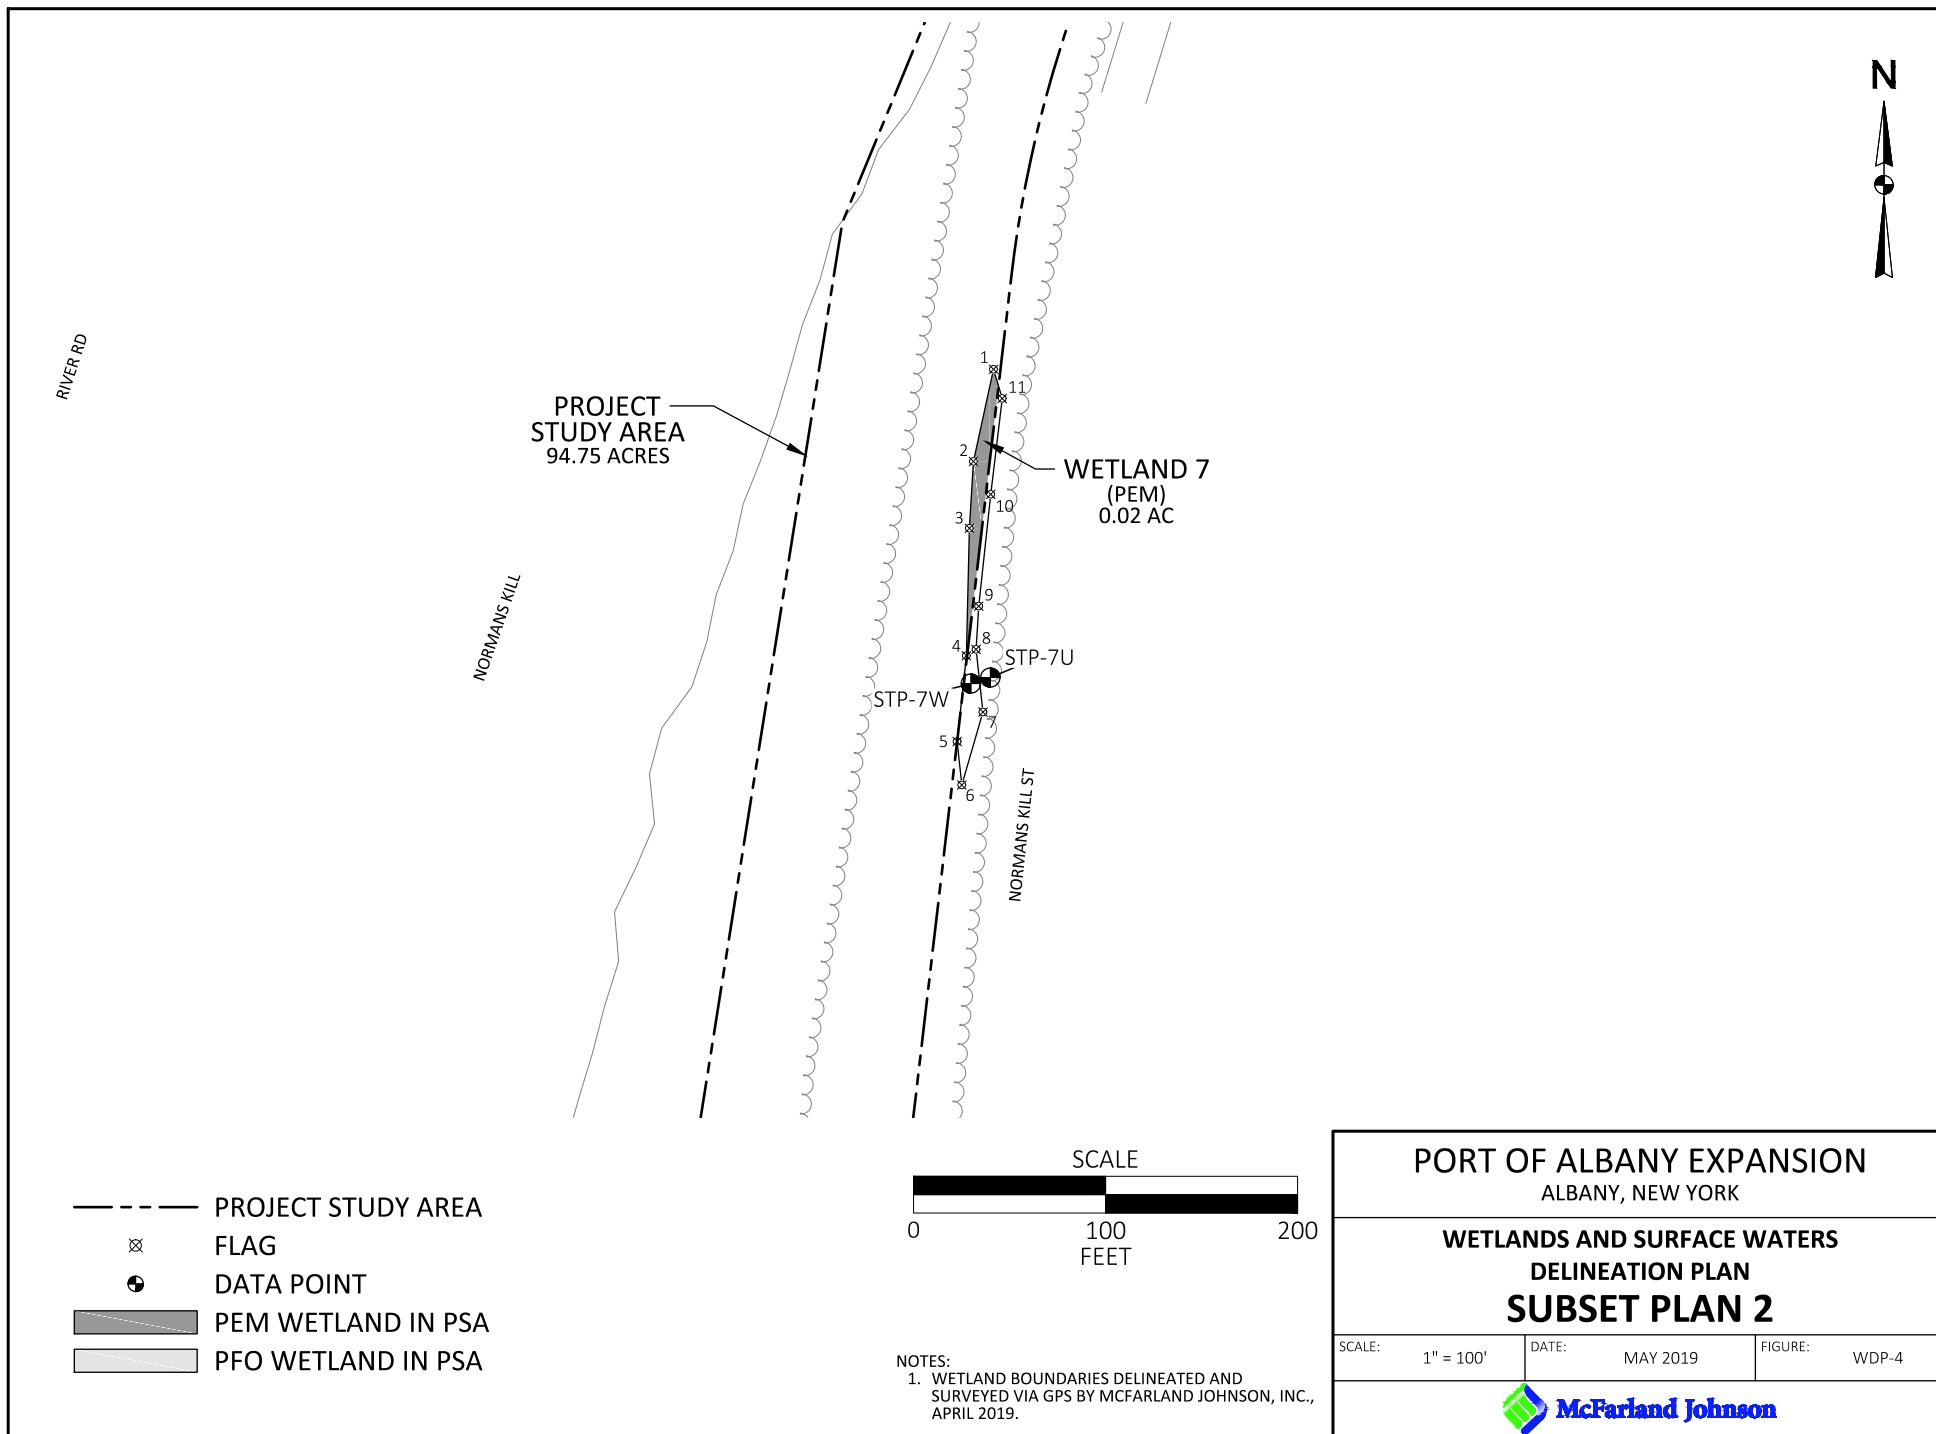 N
RIVER RD
PROJECT
STUDY AREA
94.75 ACRES
1
11
2
WETLAND 7
(PEM)
0.02 AC
10
3
9
8
4
STP-7U
STP-7W
7
5
6
NORMANS KILL
NORMANS KILL ST
PROJECT STUDY AREA
FLAG
DATA POINT
PEM WETLAND IN PSA
PFO WETLAND IN PSA
SCALE
0 100 200
FEET
NOTES:
1. WETLAND BOUNDARIES DELINEATED AND
SURVEYED VIA GPS BY MCFARLAND JOHNSON, INC.,
APRIL 2019.
PORT OF ALBANY EXPANSION
ALBANY, NEW YORK
WETLANDS AND SURFACE WATERS
DELINEATION PLAN
SUBSET PLAN 2
SCALE: 1" = 100' DATE: MAY 2019 FIGURE: WDP-4
McFarland Johnson